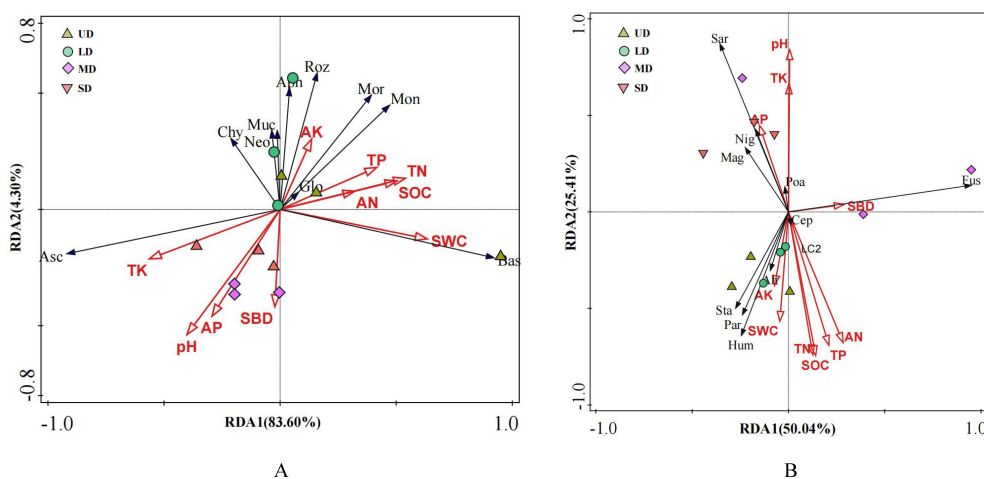 0.8
UD
LD
MD
SD
Aph
Roz
Mor
Mon
Chy
Muc
Neo
AK
TP
TN
SOC
AN
Glo
SWC
Asc
TK
Bas
AP
SBD
pH
-0.8
-1.0
RDA1(83.60%)
1.0
RDA2(4.30%)
A
1.0
UD
LD
MD
SD
Sar
pH
TK
AP
Nig
Mag
Poa
Fus
SBD
Cep
LC2
AK
Sta
Par
SWC
Hum
TN
SOC
TP
AN
-1.0
-1.0
RDA1(50.04%)
1.0
RDA2(25.41%)
B